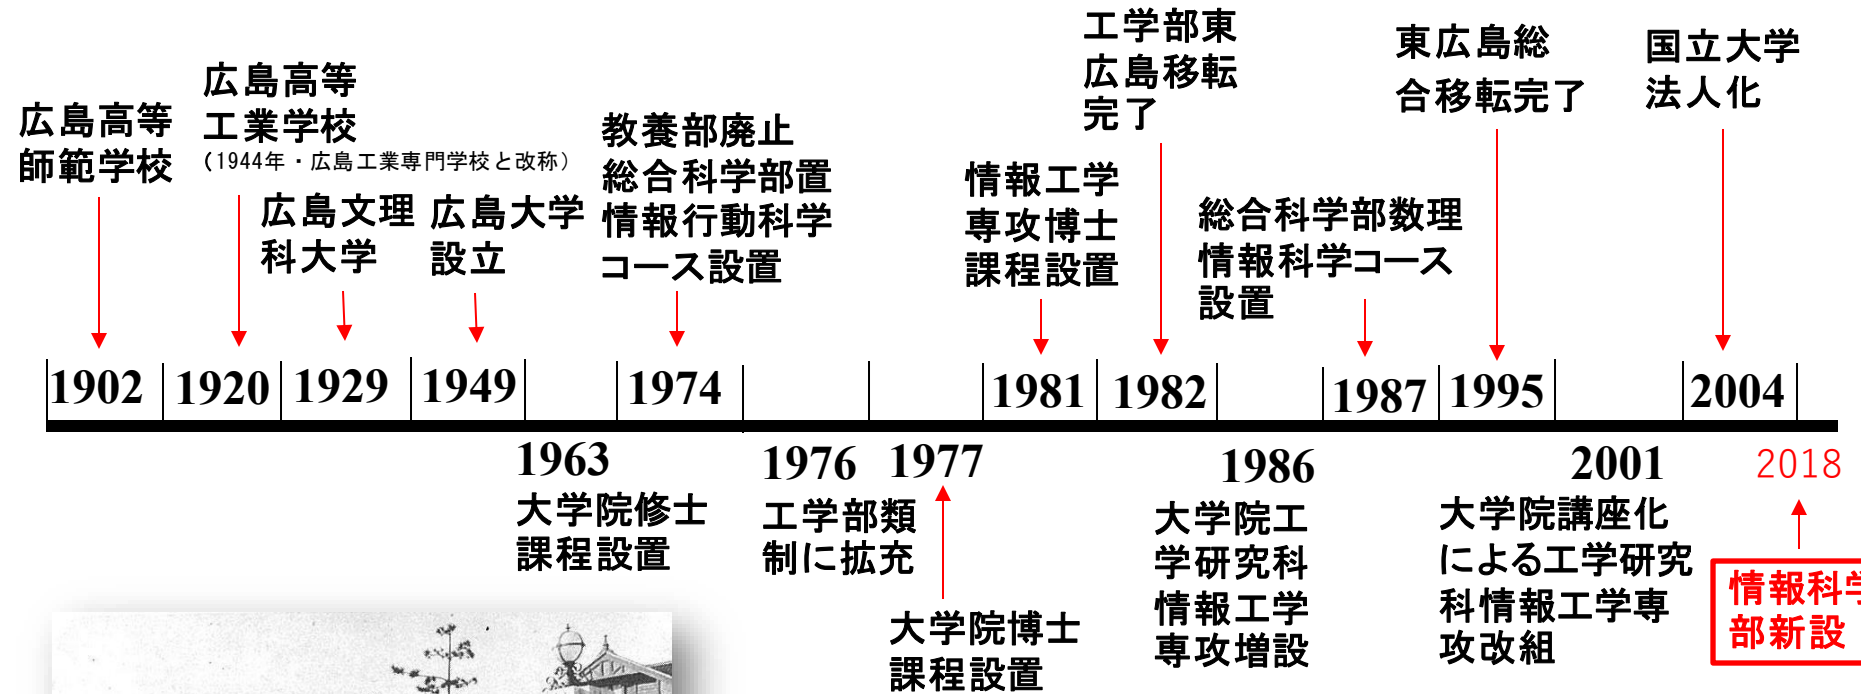 広島高等
師範学校
広島高等
工業学校
（1944年・広島工業専門学校と改称）
広島文理
科大学
広島大学
設立
教養部廃止
総合科学部置
情報行動科学
コース設置
情報工学
専攻博士
課程設置
工学部東
広島移転
完了
総合科学部数理
情報科学コース
設置
東広島総
合移転完了
国立大学
法人化
1902
1920
1929
1949
1974
1981
1982
1987
1995
2004
1963
大学院修士
課程設置
1976
工学部類
制に拡充
1977
大学院博士
課程設置
1986
大学院工
学研究科
情報工学
専攻増設
2001
大学院講座化
による工学研究
科情報工学専
攻改組
2018
情報科学
部新設